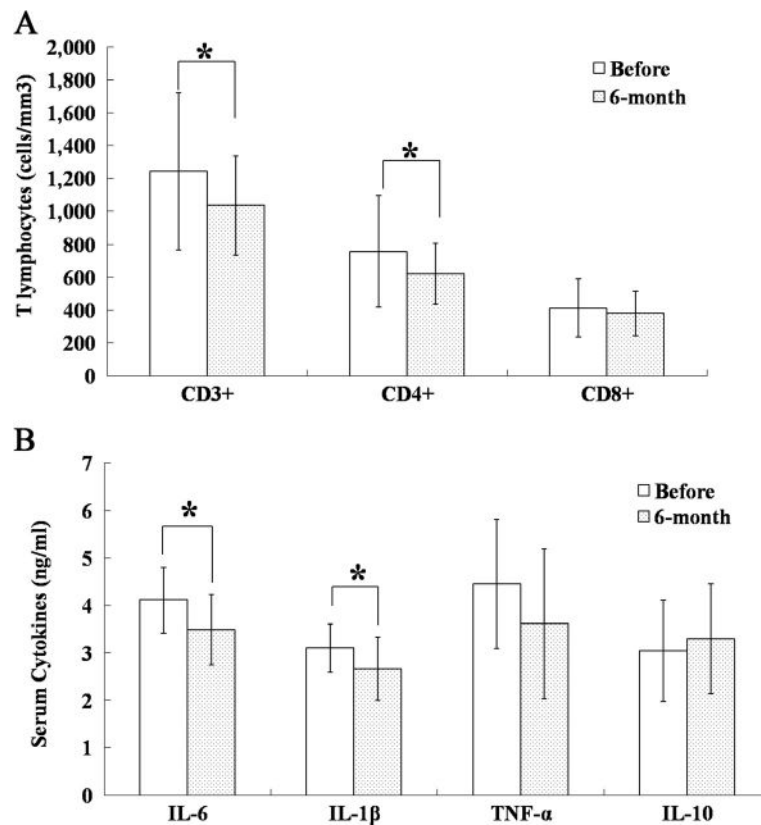 A
T lymphocytes (cells/mm3)
2,000
1,800
1,600
1,400
1,200
1,000
800
600
400
200
0
*
*
Before
6-month
CD3+
CD4+
CD8+
B
Serum Cytokines (ng/ml)
7
6
5
4
3
2
1
0
*
*
Before
6-month
IL-6
IL-1β
TNF-α
IL-10